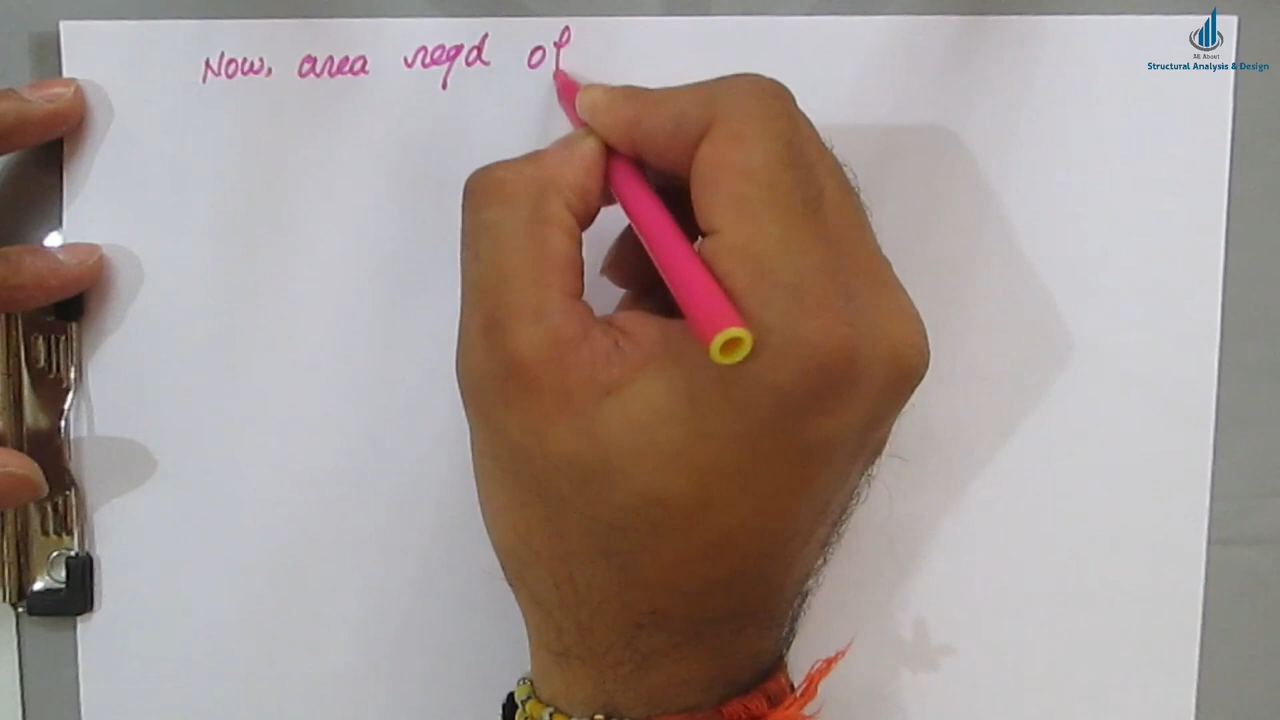 Now, area reqd of
All About
Structural Analysis & Design